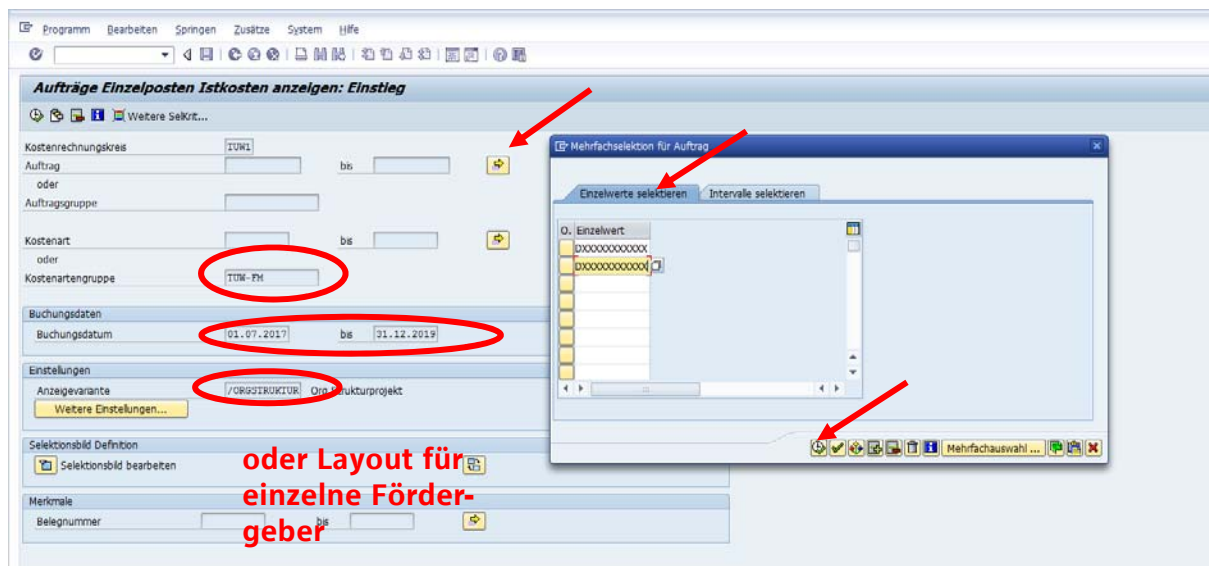 Programm Bearbeiten Springen Zusätze System Hilfe
Aufträge Einzelposten Istkosten anzeigen: Einstieg
Weitere SelKrit...
Kostenrechnungskreis TUW1
Auftrag bis
oder
Auftragsgruppe
Kostenart bis
oder
Kostenartengruppe TUW-FM
Buchungsdaten
Buchungsdatum 01.07.2017 bis 31.12.2019
Einstellungen
Anzeigevariante /ORGSTRUKTUR Org Strukturprojekt
Weitere Einstellungen...
Selektionsbild Definition
Selektionsbild bearbeiten
oder Layout für
einzelne Förder-
geber
Merkmale
Belegnummer bis
Mehrfachselektion für Auftrag
Einzelwerte selektieren Intervalle selektieren
O. Einzelwert
DXXXXXXXXXXX
DXXXXXXXXXXX
Mehrfachauswahl ...